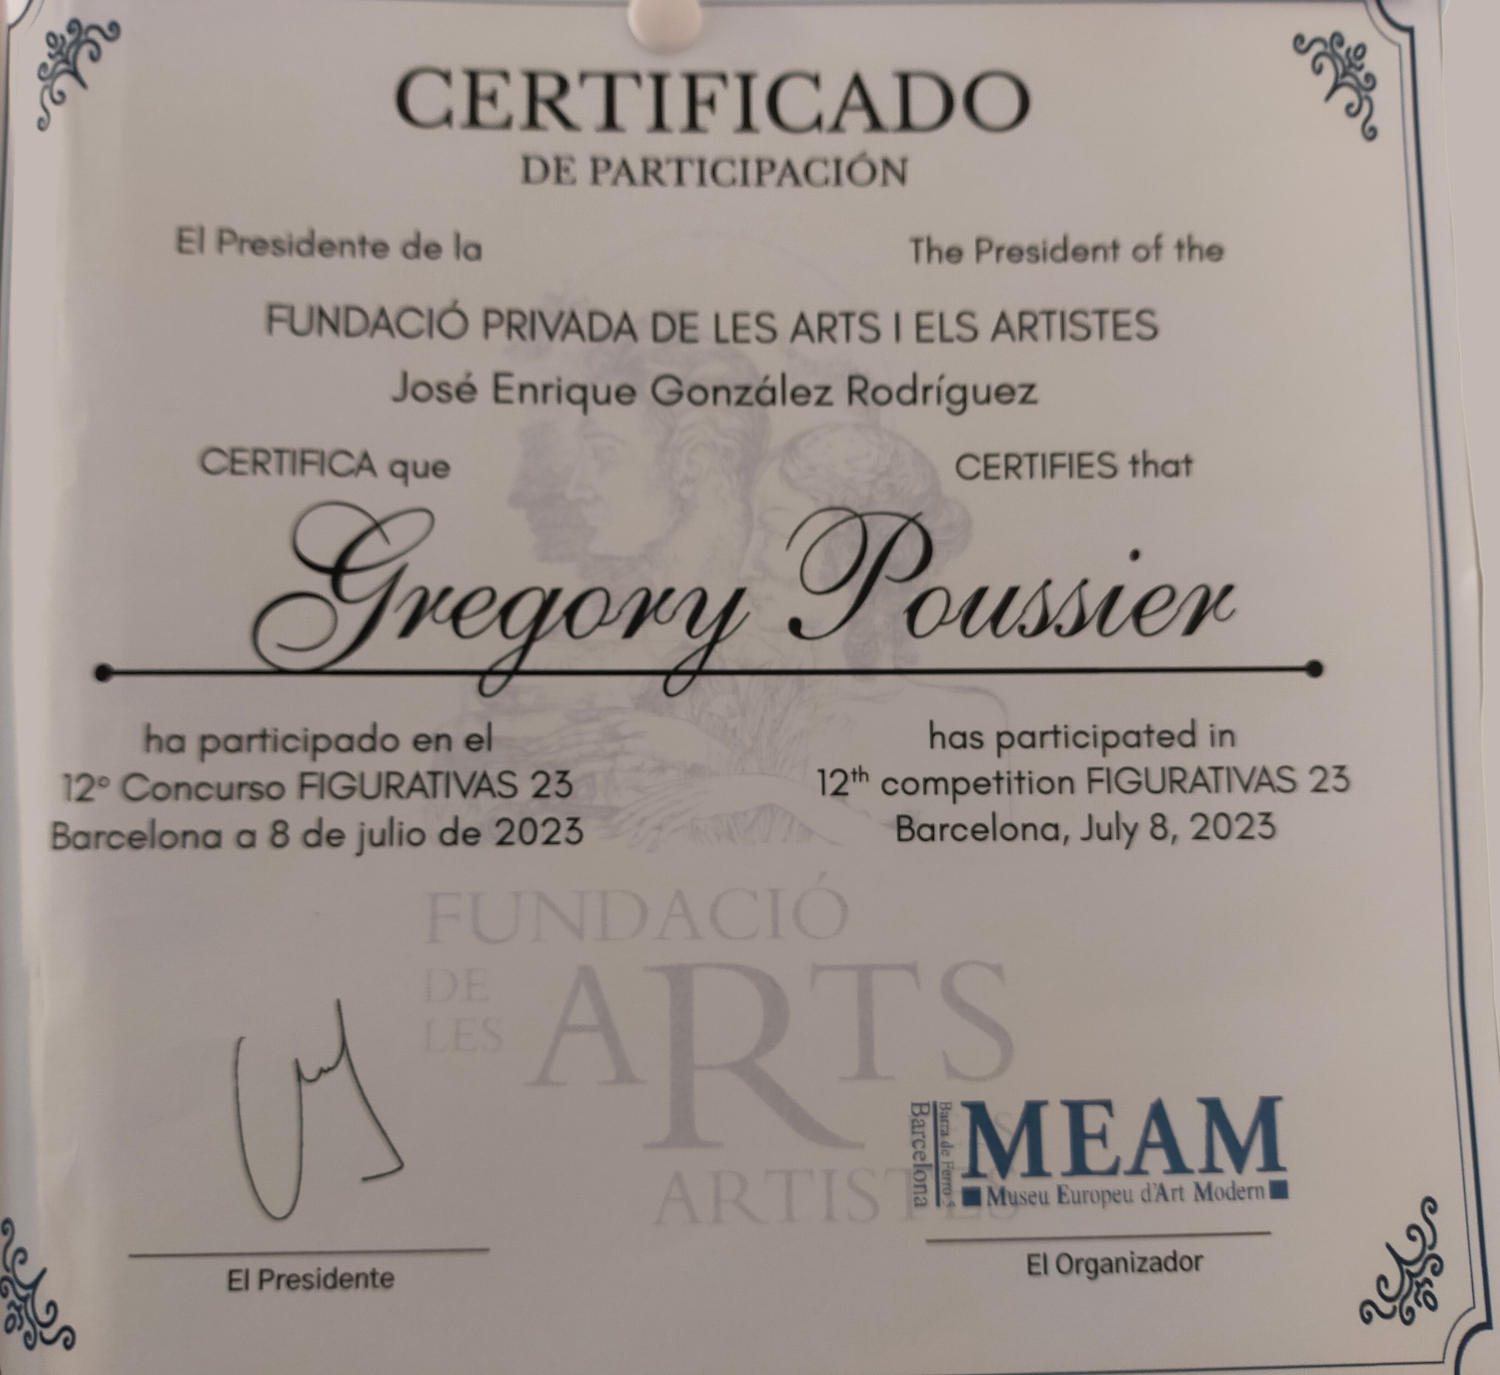 CERTIFICADO
DE PARTICIPACIÓN
El Presidente de la
The President of the
FUNDACIÓ PRIVADA DE LES ARTS I ELS ARTISTES
José Enrique González Rodríguez
CERTIFICA que
CERTIFIES that
Gregory Poussier
ha participado en el
12º Concurso FIGURATIVAS 23
Barcelona a 8 de julio de 2023
has participated in
12th competition FIGURATIVAS 23
Barcelona, July 8, 2023
FUNDACIÓ
DE
LES
ARTS
ARTISTES
Barcelona
Barra de Ferro
MEAM
Museu Europeu d'Art Modern
El Presidente
El Organizador